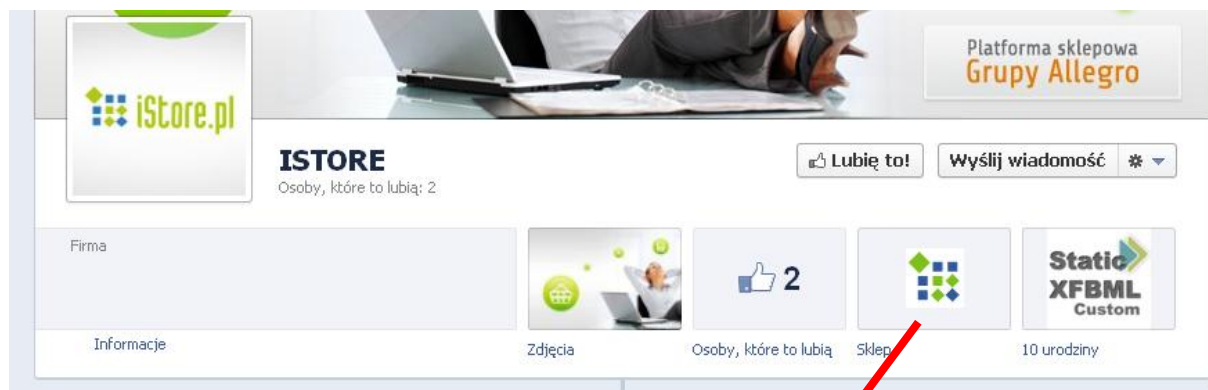 Platforma sklepowa
Grupy Allegro
iStore.pl
ISTORE
Osoby, które to lubią: 2
Lubię to!
Wyślij wiadomość
Firma
2
Static
XFBML
Custom
Informacje
Zdjęcia
Osoby, które to lubią
Sklep
10 urodziny